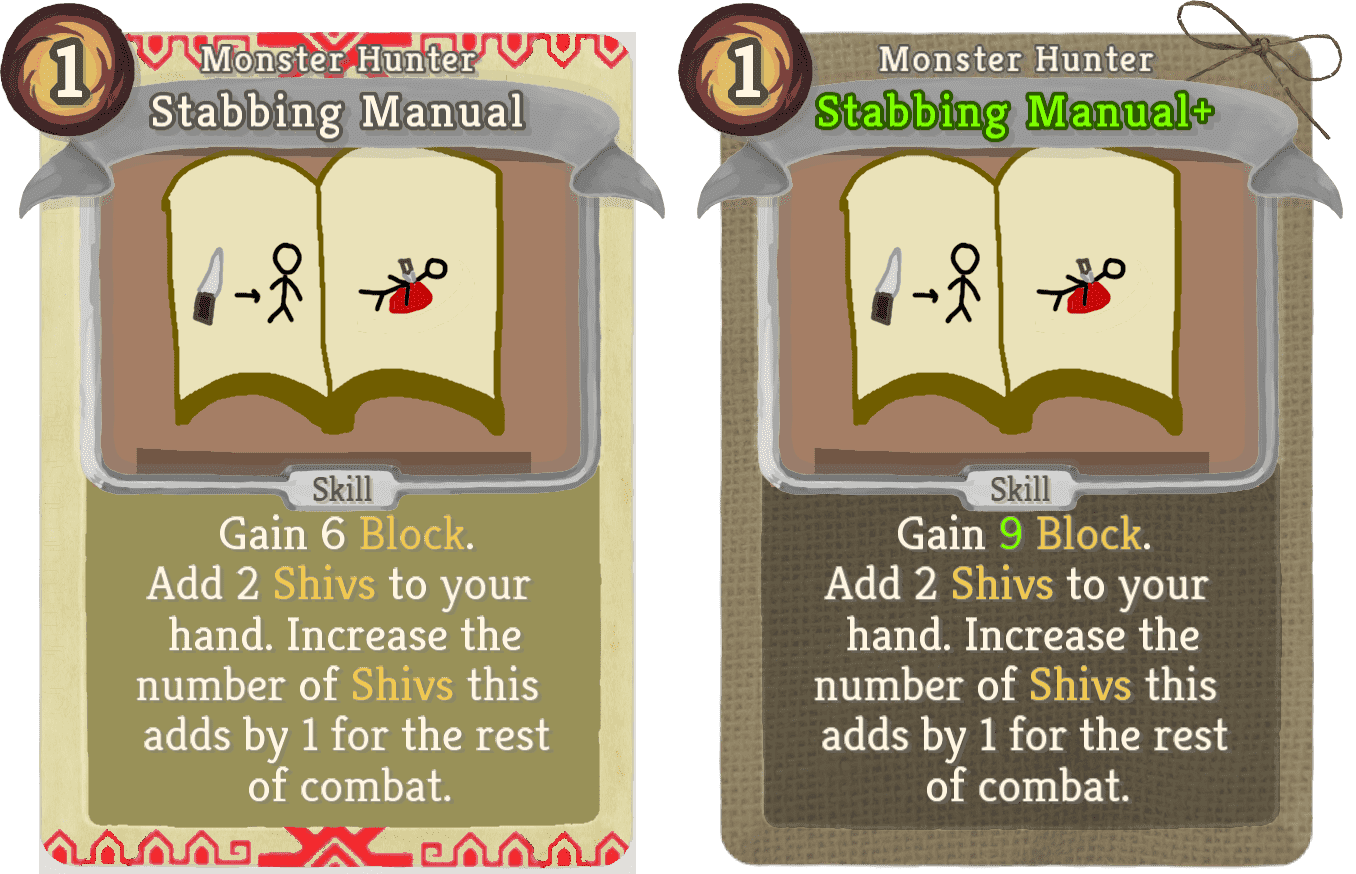 1
Monster Hunter
Stabbing Manual
Skill
Gain 6 Block.
Add 2 Shivs to your
hand. Increase the
number of Shivs this
adds by 1 for the rest
of combat.
1
Monster Hunter
Stabbing Manual+
Skill
Gain 9 Block.
Add 2 Shivs to your
hand. Increase the
number of Shivs this
adds by 1 for the rest
of combat.